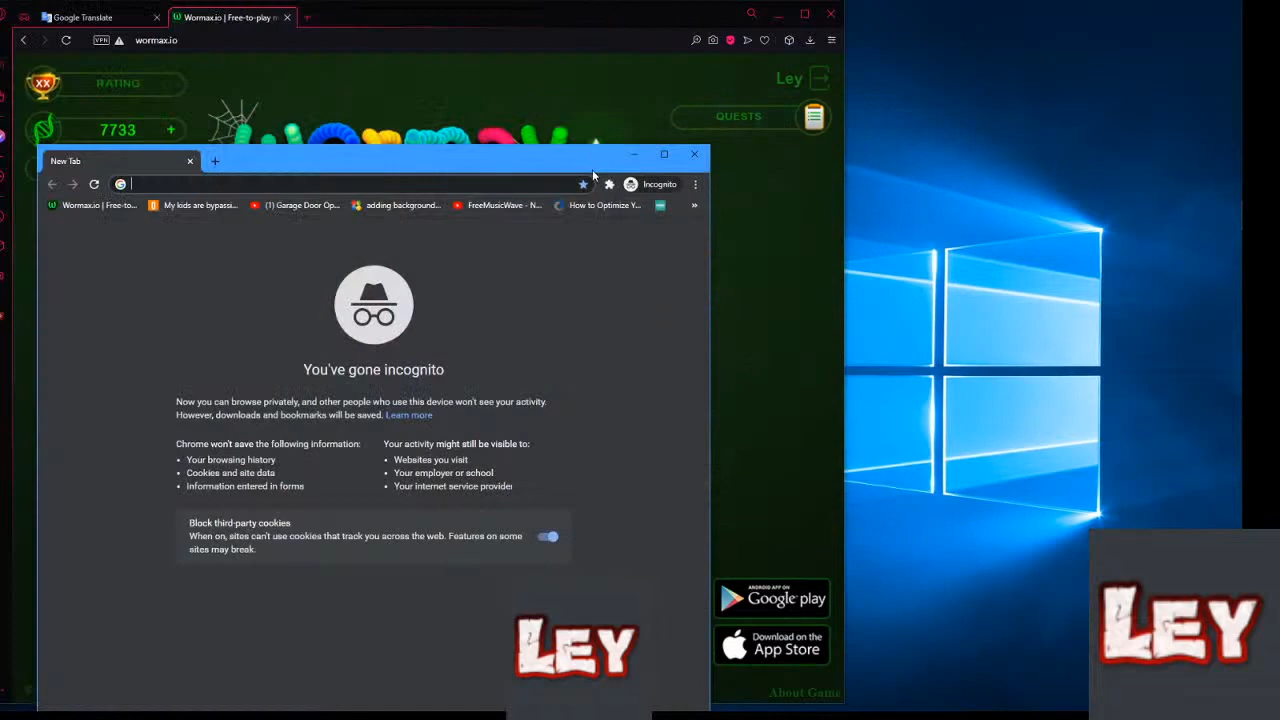 Google Translate
Wormax.io | Free-to-play m
VPN
wormax.io
XX
RATING
Ley
7733 +
QUESTS
New Tab
Incognito
Wormax.io | Free-to...
My kids are bypassi...
(1) Garage Door Op...
adding background...
FreeMusicWave - N...
How to Optimize Y...
You've gone incognito
Now you can browse privately, and other people who use this device won't see your activity.
However, downloads and bookmarks will be saved. Learn more
Chrome won't save the following information:
• Your browsing history
• Cookies and site data
• Information entered in forms
Your activity might still be visible to:
• Websites you visit
• Your employer or school
• Your internet service provider
Block third-party cookies
When on, sites can't use cookies that track you across the web. Features on some
sites may break.
ANDROID APP ON
Google play
Download on the
App Store
LEY
LEY
About Game